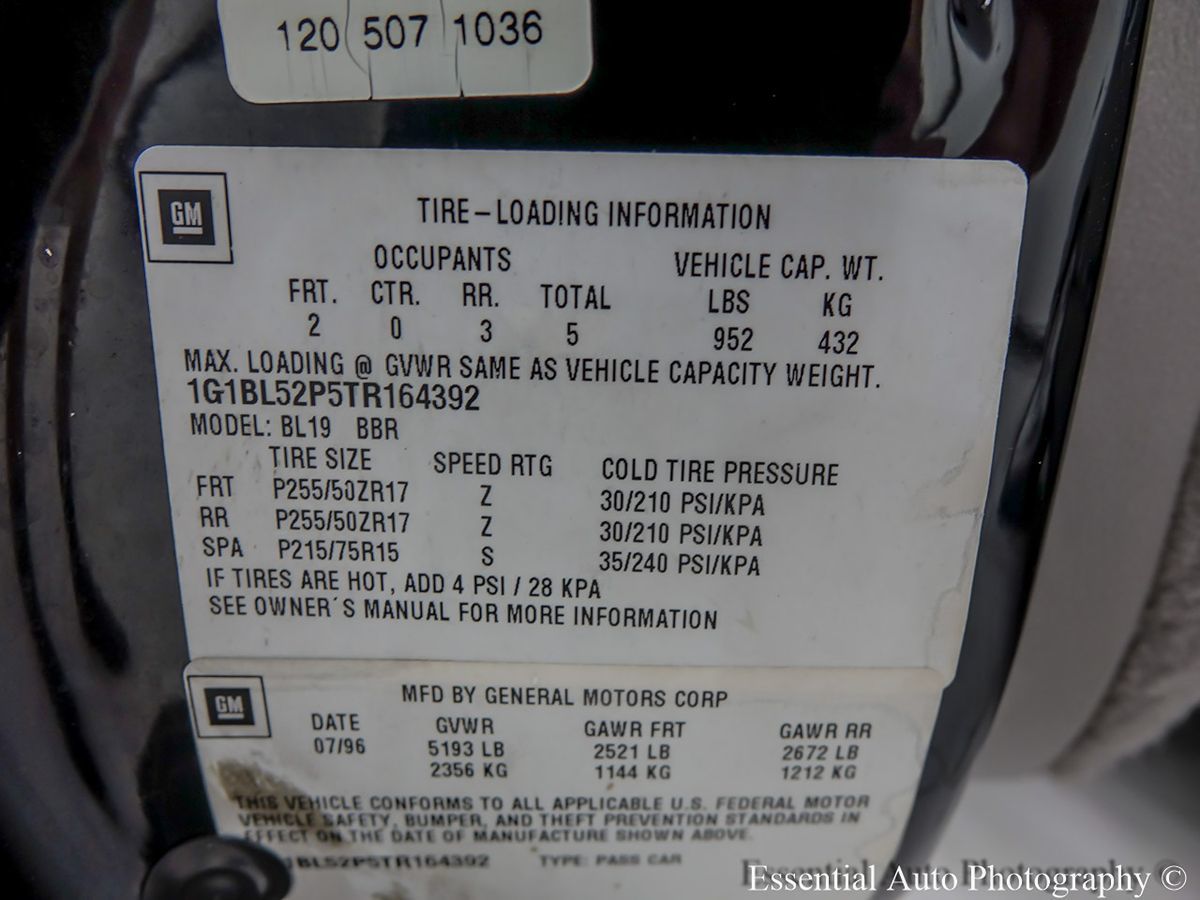 120 507 1036
GM
TIRE-LOADING INFORMATION
OCCUPANTS VEHICLE CAP. WT.
FRT. CTR. RR. TOTAL LBS KG
2 0 3 5 952 432
MAX. LOADING @ GVWR SAME AS VEHICLE CAPACITY WEIGHT.
1G1BL52P5TR164392
MODEL: BL19 BBR
TIRE SIZE SPEED RTG COLD TIRE PRESSURE
FRT P255/50ZR17 Z 30/210 PSI/KPA
RR P255/50ZR17 Z 30/210 PSI/KPA
SPA P215/75R15 S 35/240 PSI/KPA
IF TIRES ARE HOT, ADD 4 PSI / 28 KPA
SEE OWNER´S MANUAL FOR MORE INFORMATION
GM
MFD BY GENERAL MOTORS CORP
DATE GVWR GAWR FRT GAWR RR
07/96 5193 LB 2521 LB 2672 LB
2356 KG 1144 KG 1212 KG
THIS VEHICLE CONFORMS TO ALL APPLICABLE U.S. FEDERAL MOTOR
VEHICLE SAFETY, BUMPER, AND THEFT PREVENTION STANDARDS IN
EFFECT ON THE DATE OF MANUFACTURE SHOWN ABOVE.
BL52P5TR164392 TYPE: PASS CAR
Essential Auto Photography ©